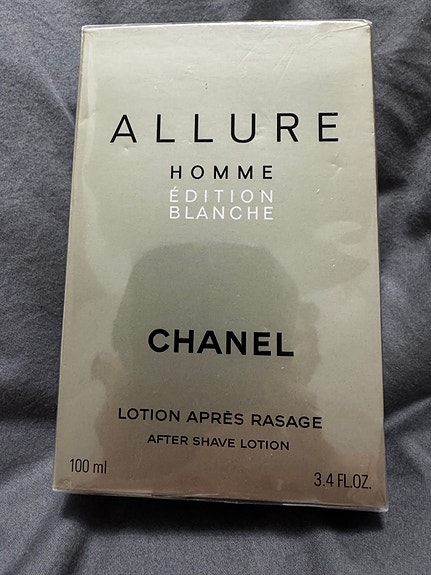 ALLURE
HOMME
ÉDITION
BLANCHE
CHANEL
LOTION APRÈS RASAGE
AFTER SHAVE LOTION
100 ml 3.4 FL.OZ.